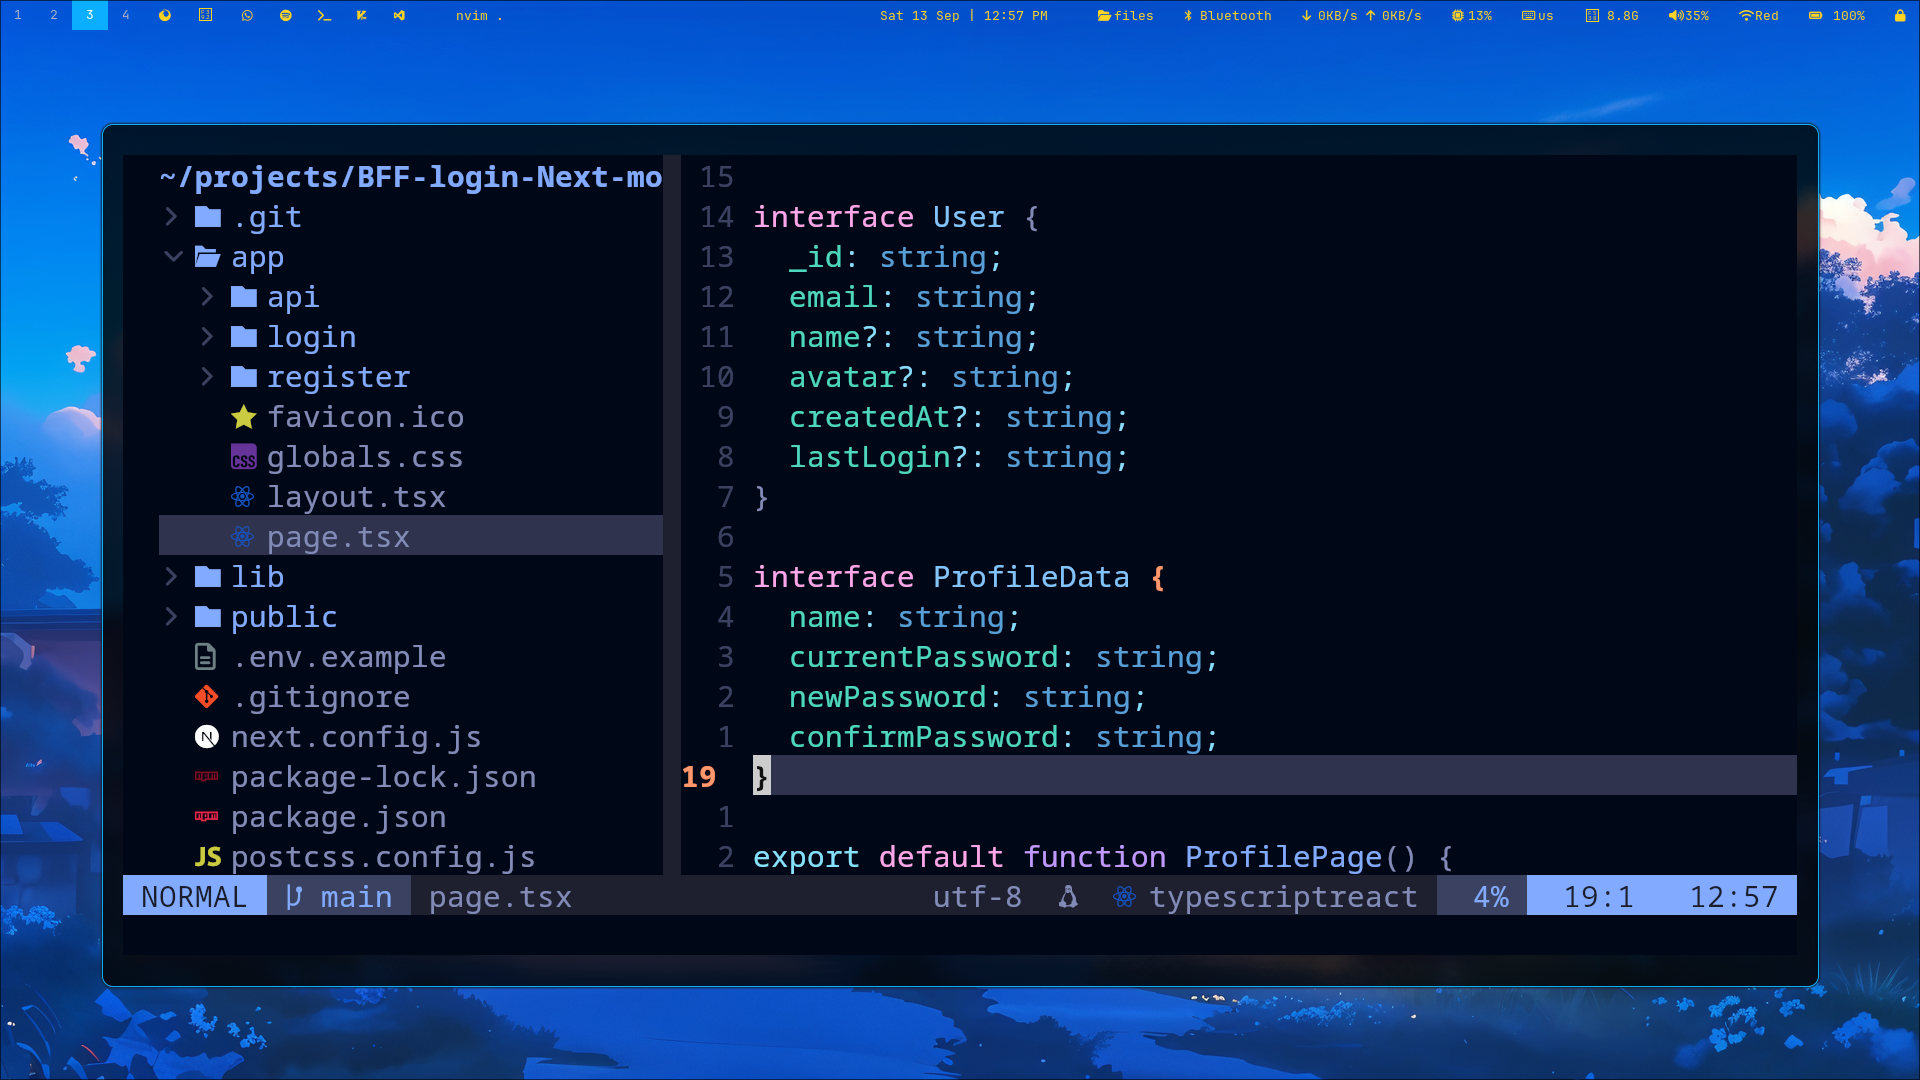 1 2 3 4 nvim . Sat 13 Sep | 12:57 PM files Bluetooth 0KB/s 0KB/s 13% us 8.8G 35% Red 100%
~/projects/BFF-login-Next-mo
.git
app
api
login
register
favicon.ico
CSS globals.css
layout.tsx
page.tsx
lib
public
.env.example
.gitignore
N next.config.js
npm package-lock.json
npm package.json
JS postcss.config.js
15
14 interface User {
13 _id: string;
12 email: string;
11 name?: string;
10 avatar?: string;
9 createdAt?: string;
8 lastLogin?: string;
7 }
6
5 interface ProfileData {
4 name: string;
3 currentPassword: string;
2 newPassword: string;
1 confirmPassword: string;
19 }
1
2 export default function ProfilePage() {
NORMAL main page.tsx utf-8 typescriptreact 4% 19:1 12:57